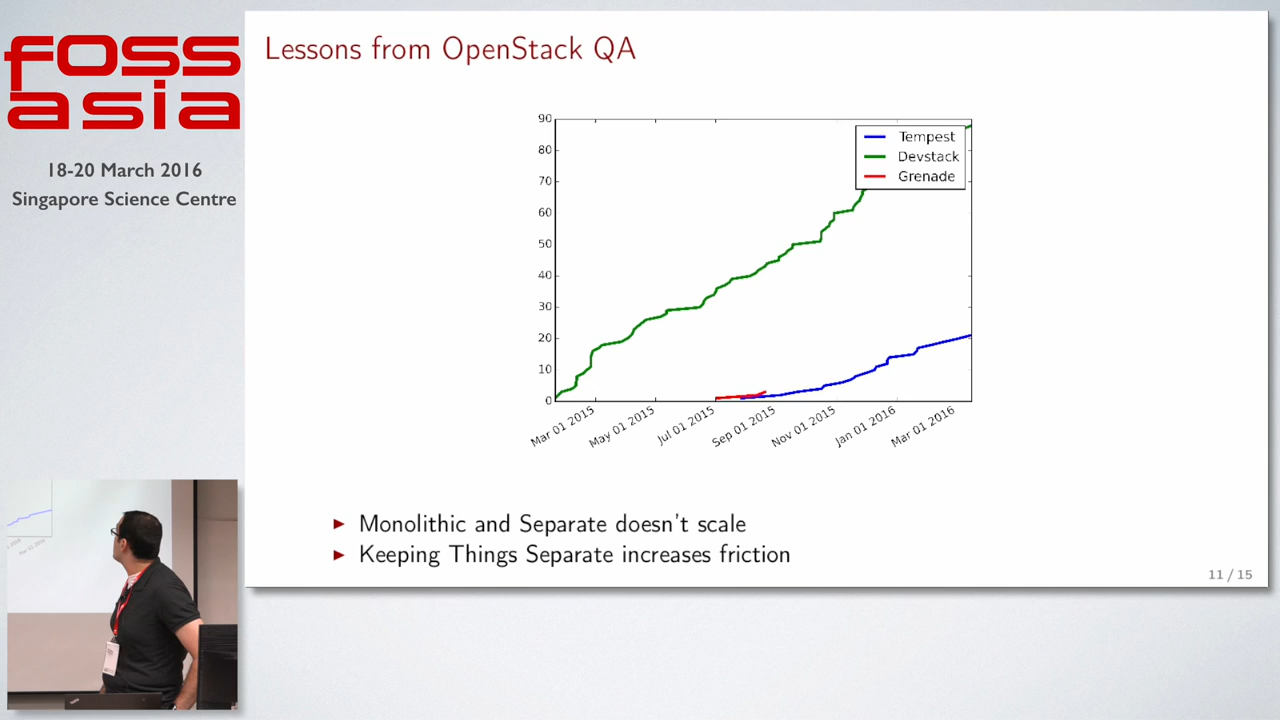 foss
asia
18-20 March 2016
Singapore Science Centre
Lessons from OpenStack QA
90
80
70
60
50
40
30
20
10
0
Tempest
Devstack
Grenade
Mar 01 2015
May 01 2015
Jul 01 2015
Sep 01 2015
Nov 01 2015
Jan 01 2016
Mar 01 2016
▶ Monolithic and Separate doesn't scale
▶ Keeping Things Separate increases friction
11 / 15